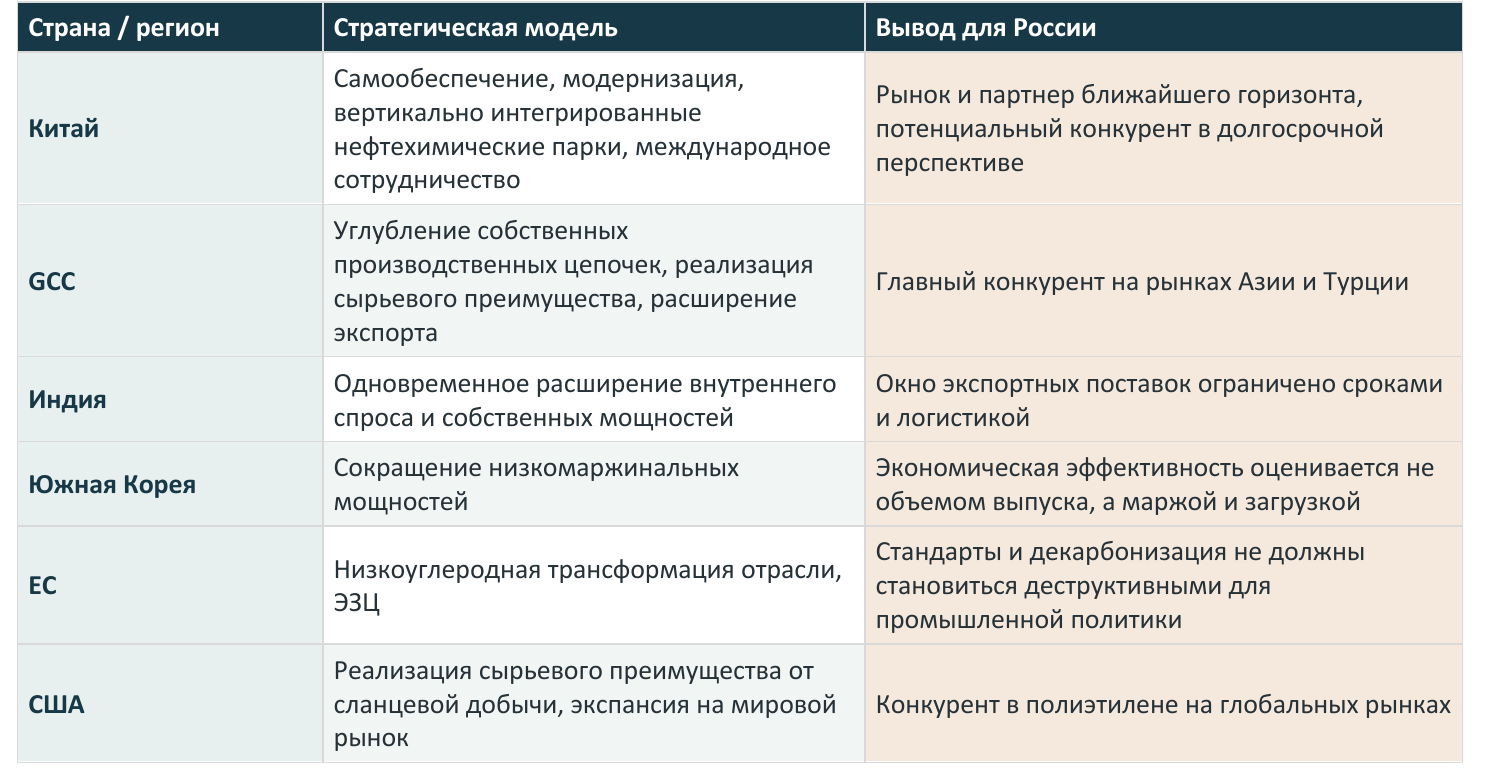 Страна / регион
Стратегическая модель
Вывод для России
Китай
Самообеспечение, модернизация,
вертикально интегрированные
нефтехимические парки, международное
сотрудничество
Рынок и партнер ближайшего горизонта,
потенциальный конкурент в долгосрочной
перспективе
GCC
Углубление собственных
производственных цепочек, реализация
сырьевого преимущества, расширение
экспорта
Главный конкурент на рынках Азии и Турции
Индия
Одновременное расширение внутреннего
спроса и собственных мощностей
Окно экспортных поставок ограничено сроками
и логистикой
Южная Корея
Сокращение низкомаржинальных
мощностей
Экономическая эффективность оценивается не
объемом выпуска, а маржой и загрузкой
ЕС
Низкоуглеродная трансформация отрасли,
ЭЗЦ
Стандарты и декарбонизация не должны
становиться деструктивными для
промышленной политики
США
Реализация сырьевого преимущества от
сланцевой добычи, экспансия на мировой
рынок
Конкурент в полиэтилене на глобальных рынках